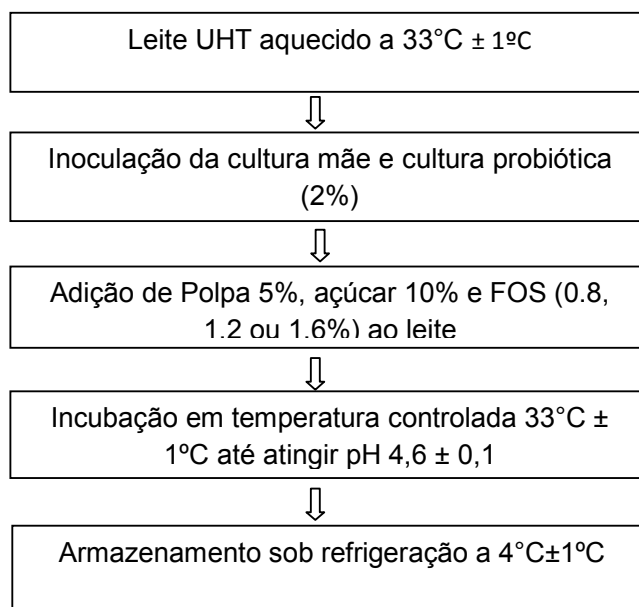 Leite UHT aquecido a 33°C ± 1ºC
Inoculação da cultura mãe e cultura probiótica
(2%)
Adição de Polpa 5%, açúcar 10% e FOS (0.8,
1.2 ou 1.6%) ao leite
Incubação em temperatura controlada 33°C ±
1ºC até atingir pH 4,6 ± 0,1
Armazenamento sob refrigeração a 4°C±1ºC